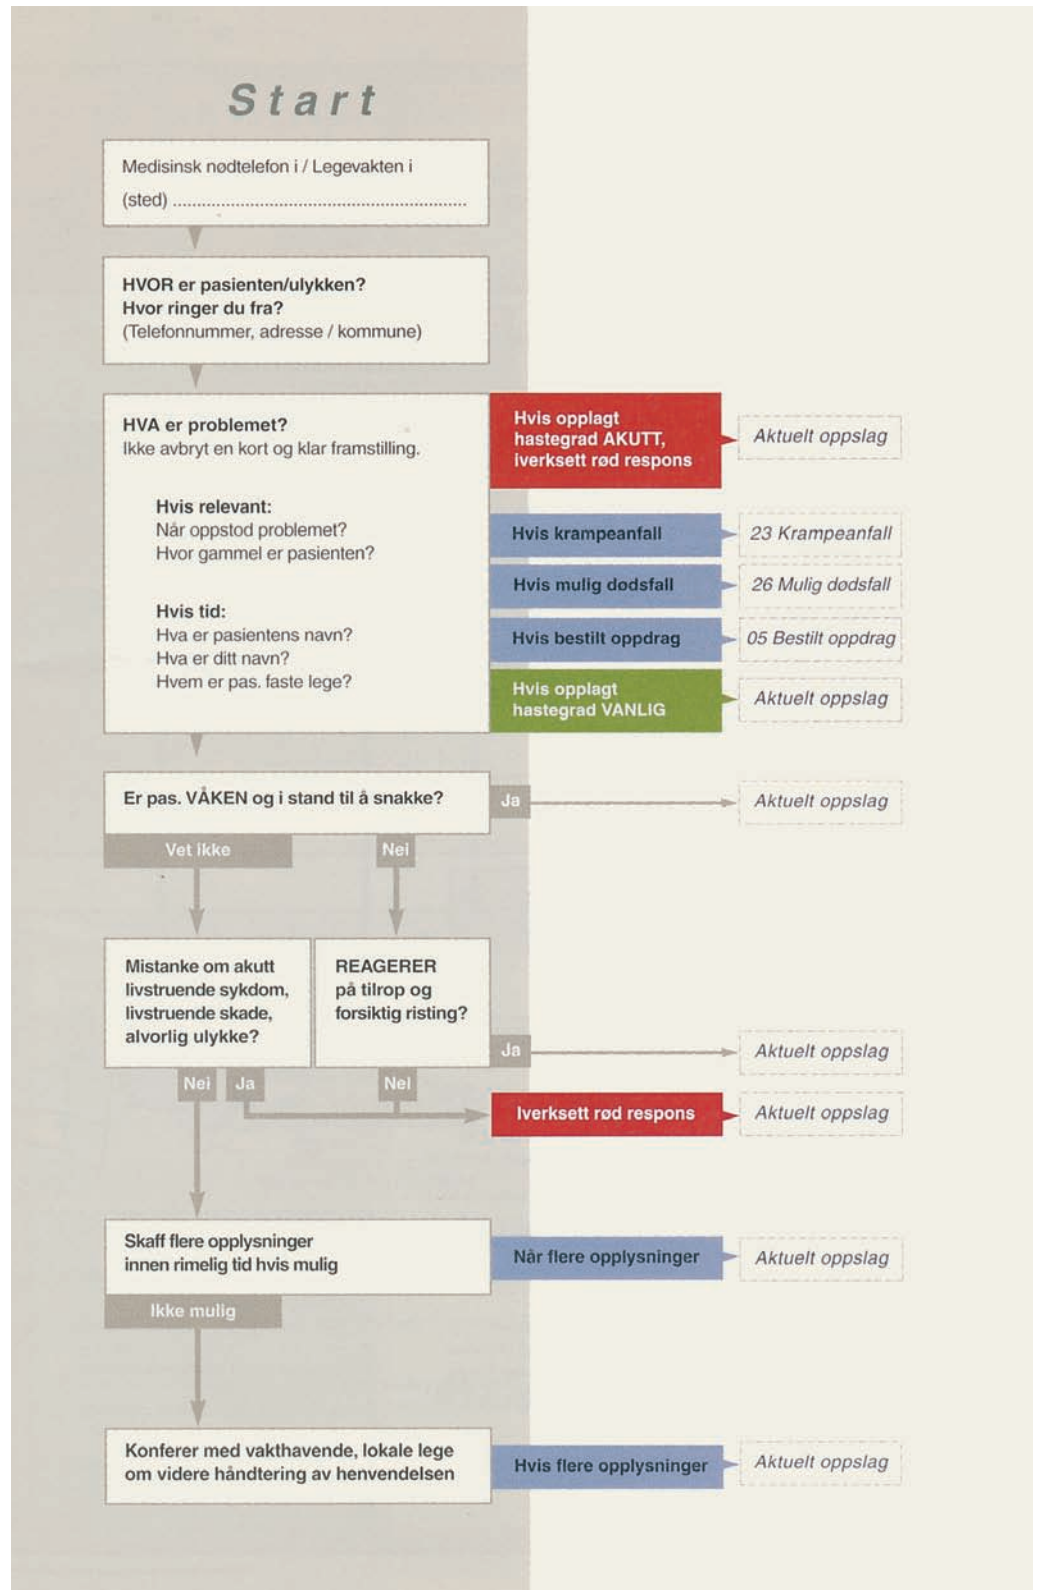 Start
Medisinsk nødtelefon i / Legevakten i
(sted) ..............................................................
HVOR er pasienten/ulykken?
Hvor ringer du fra?
(Telefonnummer, adresse / kommune)
HVA er problemet?
Ikke avbryt en kort og klar framstilling.
Hvis relevant:
Når oppstod problemet?
Hvor gammel er pasienten?
Hvis tid:
Hva er pasientens navn?
Hva er ditt navn?
Hvem er pas. faste lege?
Hvis opplagt
hastegrad AKUTT,
iverksett rød respons
Aktuelt oppslag
Hvis krampeanfall
23 Krampeanfall
Hvis mulig dødsfall
26 Mulig dødsfall
Hvis bestilt oppdrag
05 Bestilt oppdrag
Hvis opplagt
hastegrad VANLIG
Aktuelt oppslag
Er pas. VÅKEN og i stand til å snakke?
Ja
Aktuelt oppslag
Vet ikke
Nei
Mistanke om akutt
livstruende sykdom,
livstruende skade,
alvorlig ulykke?
REAGERER
på tilrop og
forsiktig risting?
Ja
Aktuelt oppslag
Nei
Ja
Nei
Iverksett rød respons
Aktuelt oppslag
Skaff flere opplysninger
innen rimelig tid hvis mulig
Når flere opplysninger
Aktuelt oppslag
Ikke mulig
Konferer med vakthavende, lokale lege
om videre håndtering av henvendelsen
Hvis flere opplysninger
Aktuelt oppslag